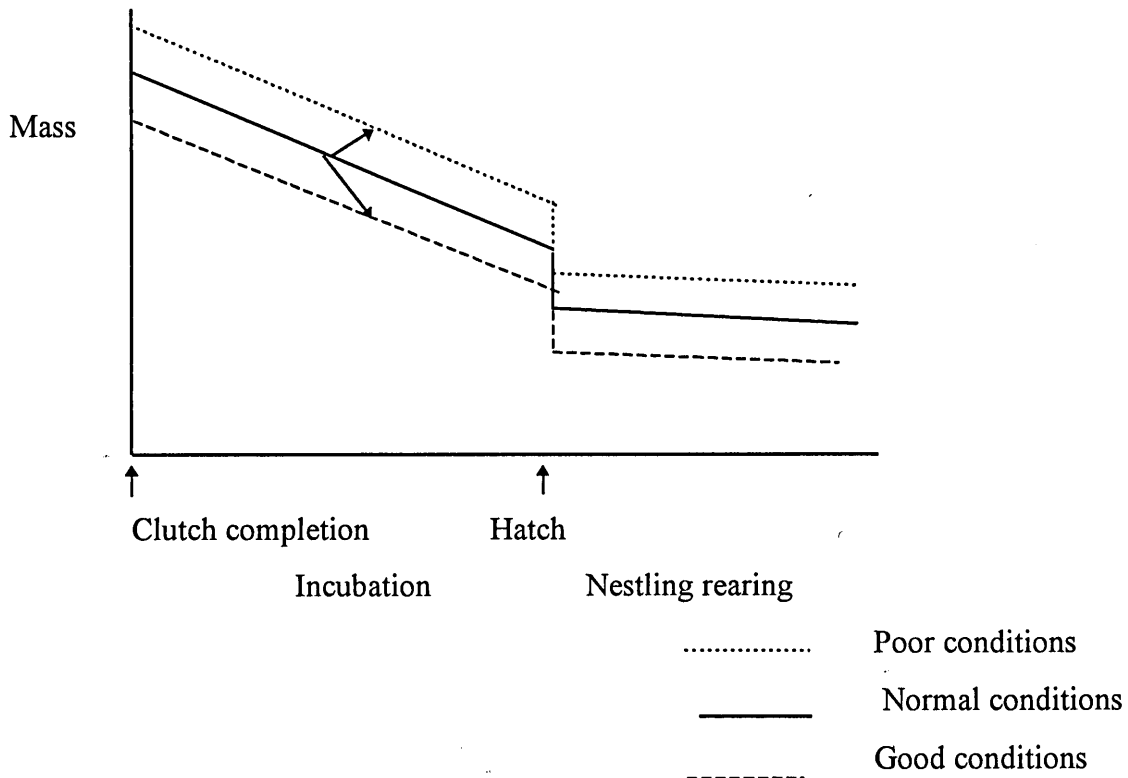 Mass
Clutch completion Hatch
Incubation Nestling rearing
Poor conditions
Normal conditions
Good conditions